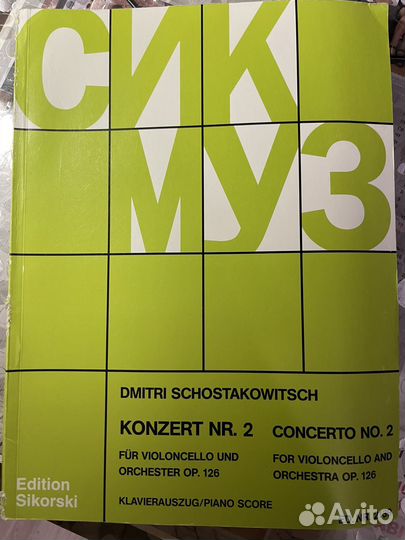 СИК
МУЗ
DMITRI SCHOSTAKOWITSCH
KONZERT NR. 2
FÜR VIOLONCELLO UND
ORCHESTER OP. 126
CONCERTO NO. 2
FOR VIOLONCELLO AND
ORCHESTRA OP. 126
KLAVIERAUSZUG/PIANO SCORE
Edition
Sikorski
Avito